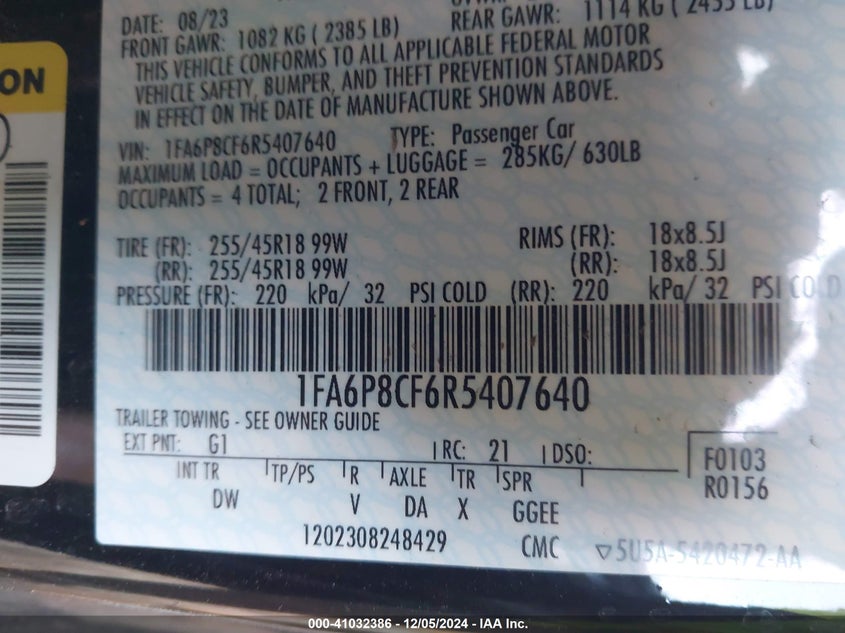 DATE: 08/23
REAR GAWR: 1114 KG ( 2455 LB)
FRONT GAWR: 1082 KG ( 2385 LB)
THIS VEHICLE CONFORMS TO ALL APPLICABLE FEDERAL MOTOR
VEHICLE SAFETY, BUMPER, AND THEFT PREVENTION STANDARDS
IN EFFECT ON THE DATE OF MANUFACTURE SHOWN ABOVE.
ON
VIN: 1FA6P8CF6R5407640 TYPE: Passenger Car
MAXIMUM LOAD = OCCUPANTS + LUGGAGE = 285KG/ 630LB
OCCUPANTS = 4 TOTAL; 2 FRONT, 2 REAR
TIRE (FR): 255/45R18 99W RIMS (FR): 18x8.5J
(RR): 255/45R18 99W (RR): 18x8.5J
PRESSURE (FR): 220 kPa/ 32 PSI COLD (RR): 220 kPa/ 32 PSI COLD
1FA6P8CF6R5407640
TRAILER TOWING - SEE OWNER GUIDE
EXT PNT: G1 RC: 21 DSO: F0103
INT TR TP/PS R AXLE TR SPR R0156
DW V DA X GGEE
1202308248429 CMC ▽5U5A-5420472-AA
000-41032386 - 12/05/2024 - IAA Inc.